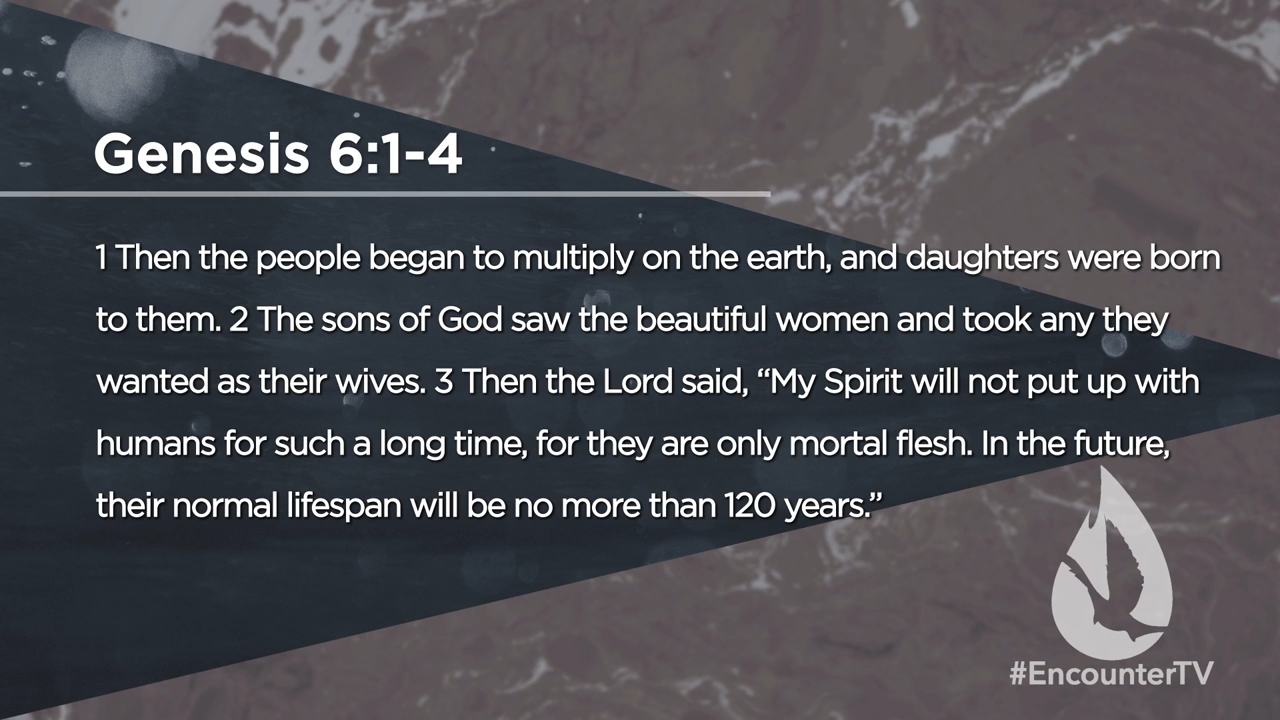 Genesis 6:1-4
1 Then the people began to multiply on the earth, and daughters were born
to them. 2 The sons of God saw the beautiful women and took any they
wanted as their wives. 3 Then the Lord said, “My Spirit will not put up with
humans for such a long time, for they are only mortal flesh. In the future,
their normal lifespan will be no more than 120 years.”
#EncounterTV